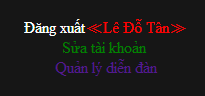 Đăng xuất ≪Lê Đỗ Tân≫
Sửa tài khoản
Quản lý diễn đàn